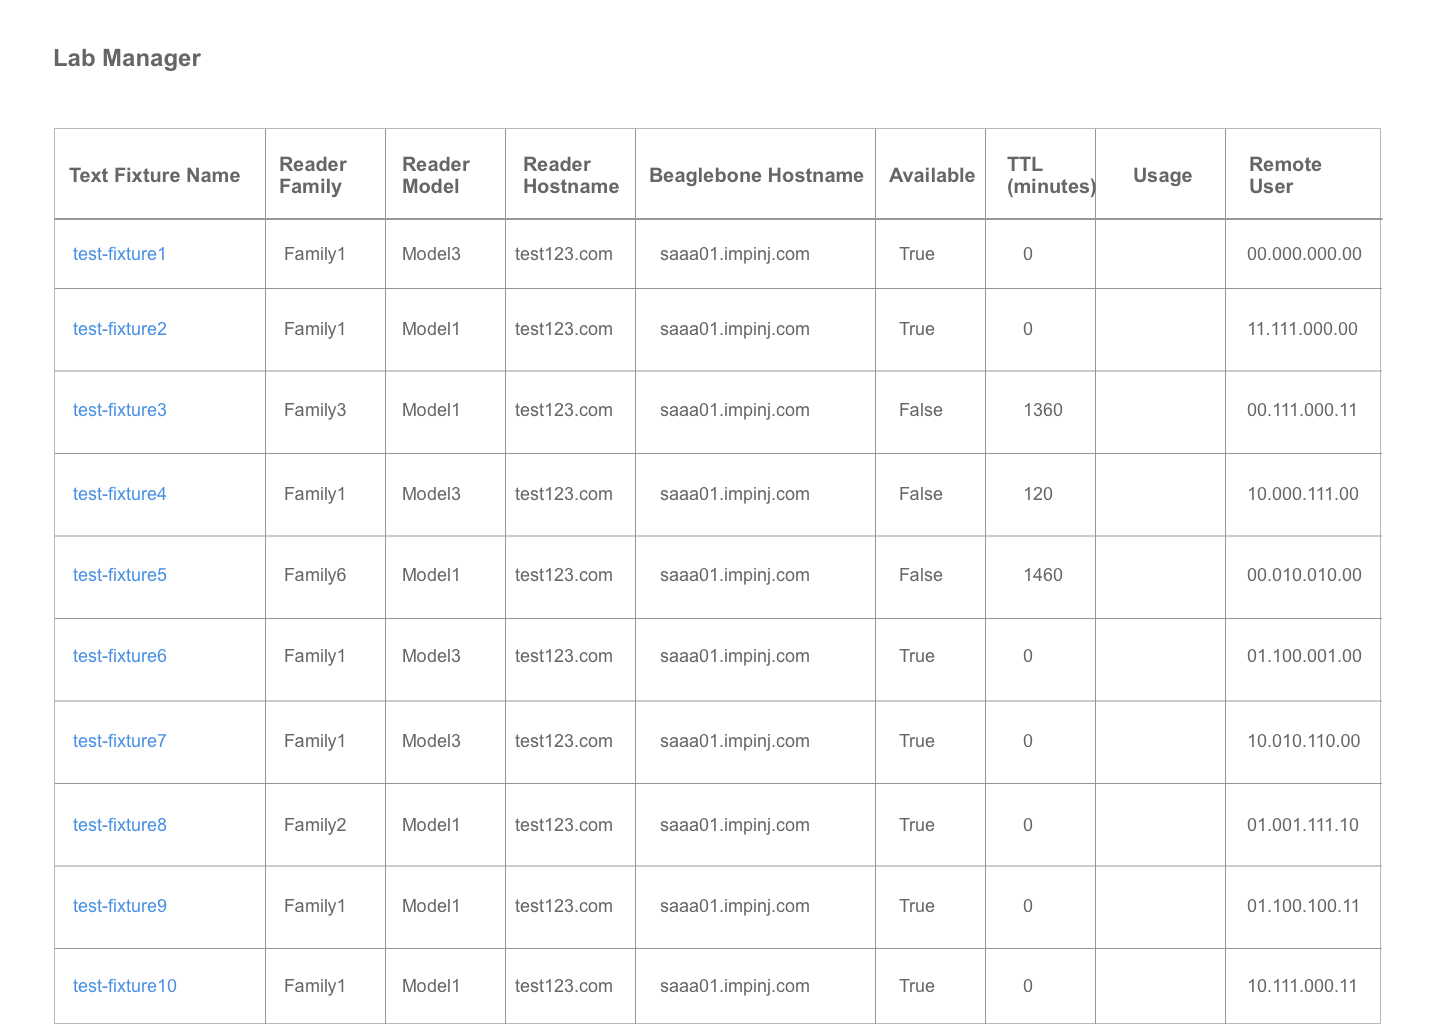 Lab Manager
Text Fixture Name Reader Family Reader Model Reader Hostname Beaglebone Hostname Available TTL (minutes) Usage Remote User
test-fixture1 Family1 Model3 test123.com saaa01.impinj.com True 0 00.000.000.00
test-fixture2 Family1 Model1 test123.com saaa01.impinj.com True 0 11.111.000.00
test-fixture3 Family3 Model1 test123.com saaa01.impinj.com False 1360 00.111.000.11
test-fixture4 Family1 Model3 test123.com saaa01.impinj.com False 120 10.000.111.00
test-fixture5 Family6 Model1 test123.com saaa01.impinj.com False 1460 00.010.010.00
test-fixture6 Family1 Model3 test123.com saaa01.impinj.com True 0 01.100.001.00
test-fixture7 Family1 Model3 test123.com saaa01.impinj.com True 0 10.010.110.00
test-fixture8 Family2 Model1 test123.com saaa01.impinj.com True 0 01.001.111.10
test-fixture9 Family1 Model1 test123.com saaa01.impinj.com True 0 01.100.100.11
test-fixture10 Family1 Model1 test123.com saaa01.impinj.com True 0 10.111.000.11